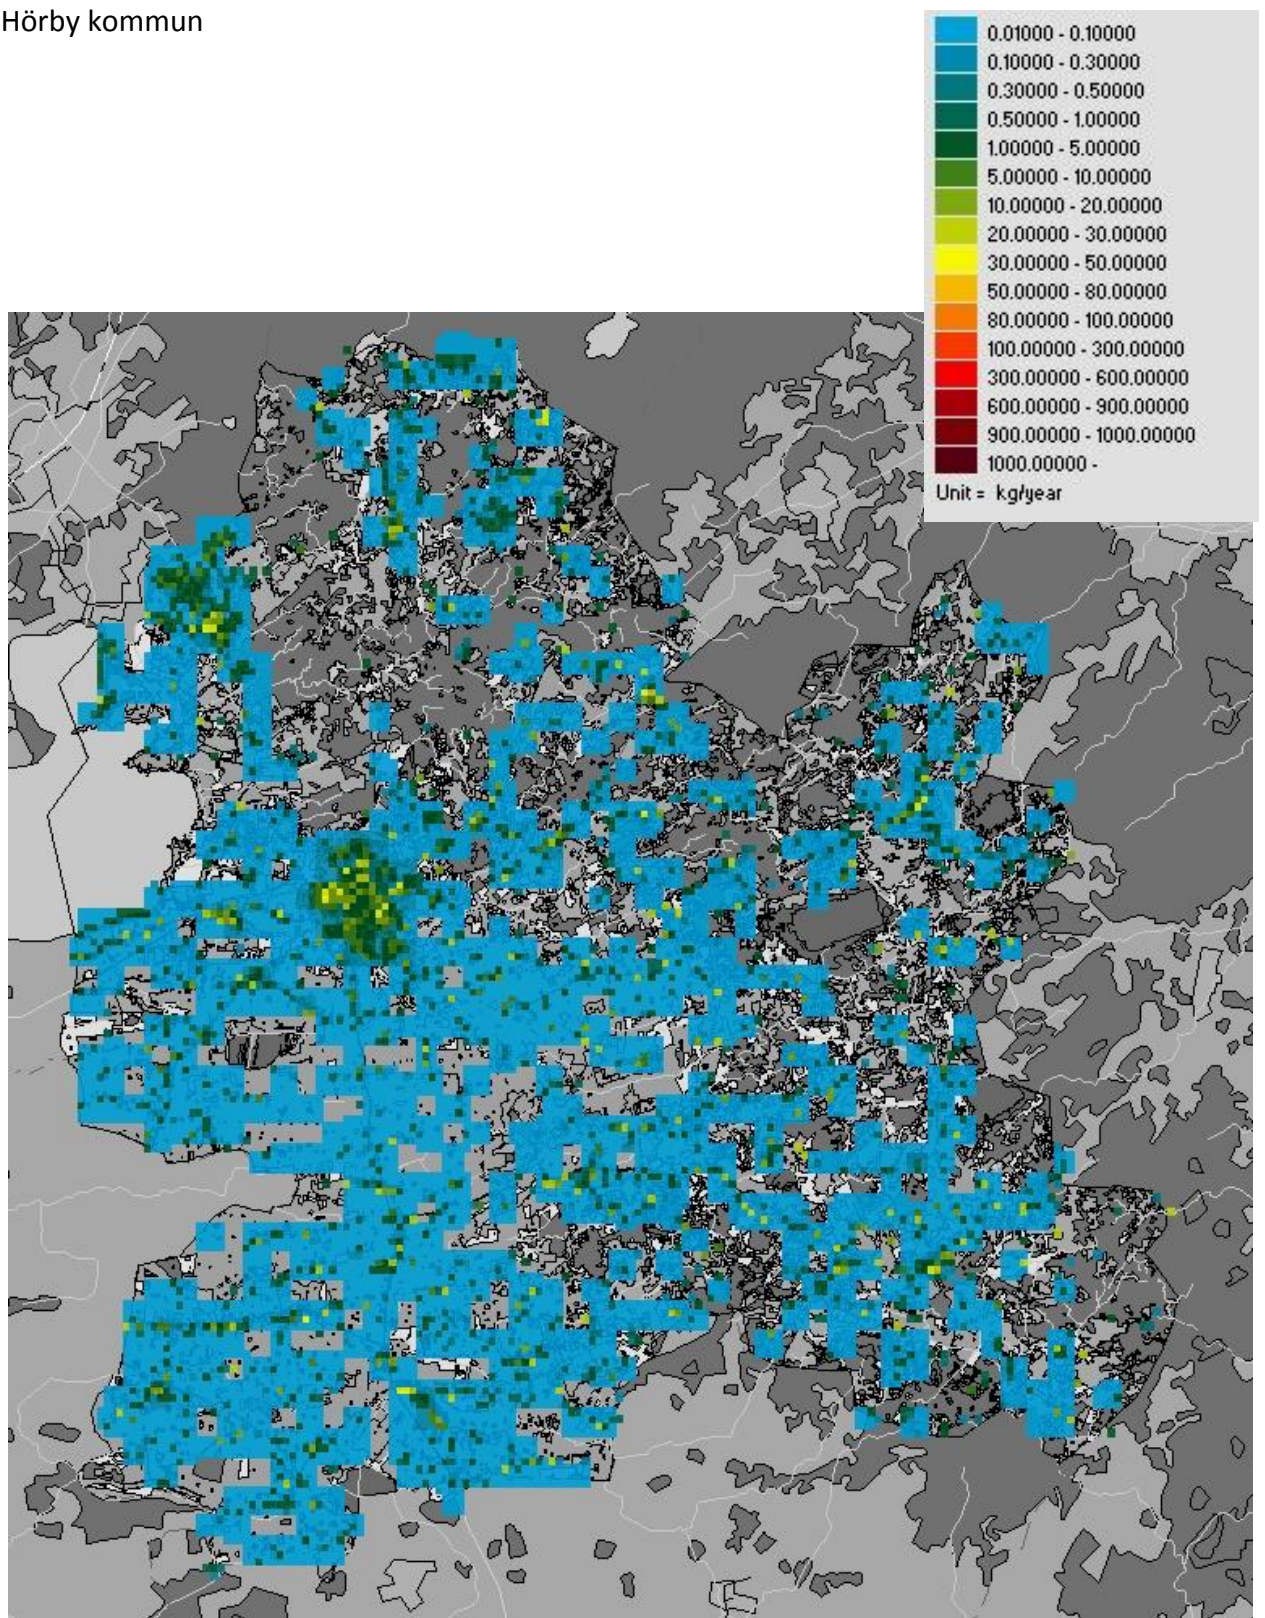 Hörby kommun
0.01000 - 0.10000
0.10000 - 0.30000
0.30000 - 0.50000
0.50000 - 1.00000
1.00000 - 5.00000
5.00000 - 10.00000
10.00000 - 20.00000
20.00000 - 30.00000
30.00000 - 50.00000
50.00000 - 80.00000
80.00000 - 100.00000
100.00000 - 300.00000
300.00000 - 600.00000
600.00000 - 900.00000
900.00000 - 1000.00000
1000.00000 -
Unit = kg/year